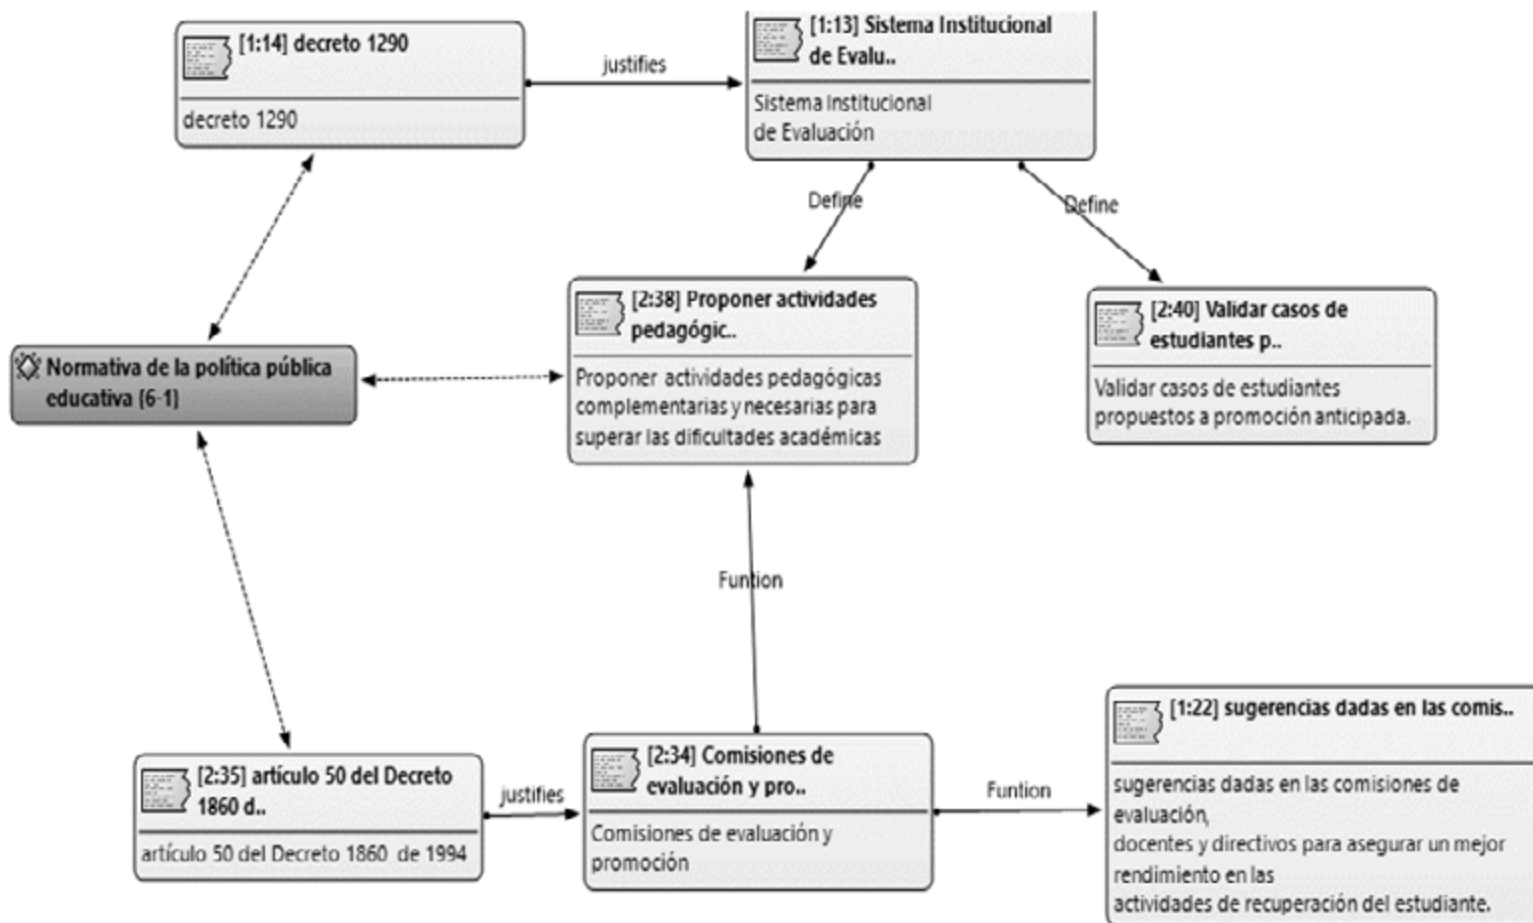 [1:14] decreto 1290
decreto 1290
justifies
[1:13] Sistema Institucional
de Evalu..
Sistema Institucional
de Evaluación
Define
Define
Normativa de la política pública
educativa {6-1}
[2:38] Proponer actividades
pedagógic..
Proponer actividades pedagógicas
complementarias y necesarias para
superar las dificultades académicas
[2:40] Validar casos de
estudiantes p..
Validar casos de estudiantes
propuestos a promoción anticipada.
Funtion
[2:35] artículo 50 del Decreto
1860 d..
artículo 50 del Decreto 1860 de 1994
justifies
[2:34] Comisiones de
evaluación y pro..
Comisiones de evaluación y
promoción
Funtion
[1:22] sugerencias dadas en las comis..
sugerencias dadas en las comisiones de
evaluación,
docentes y directivos para asegurar un mejor
rendimiento en las
actividades de recuperación del estudiante.